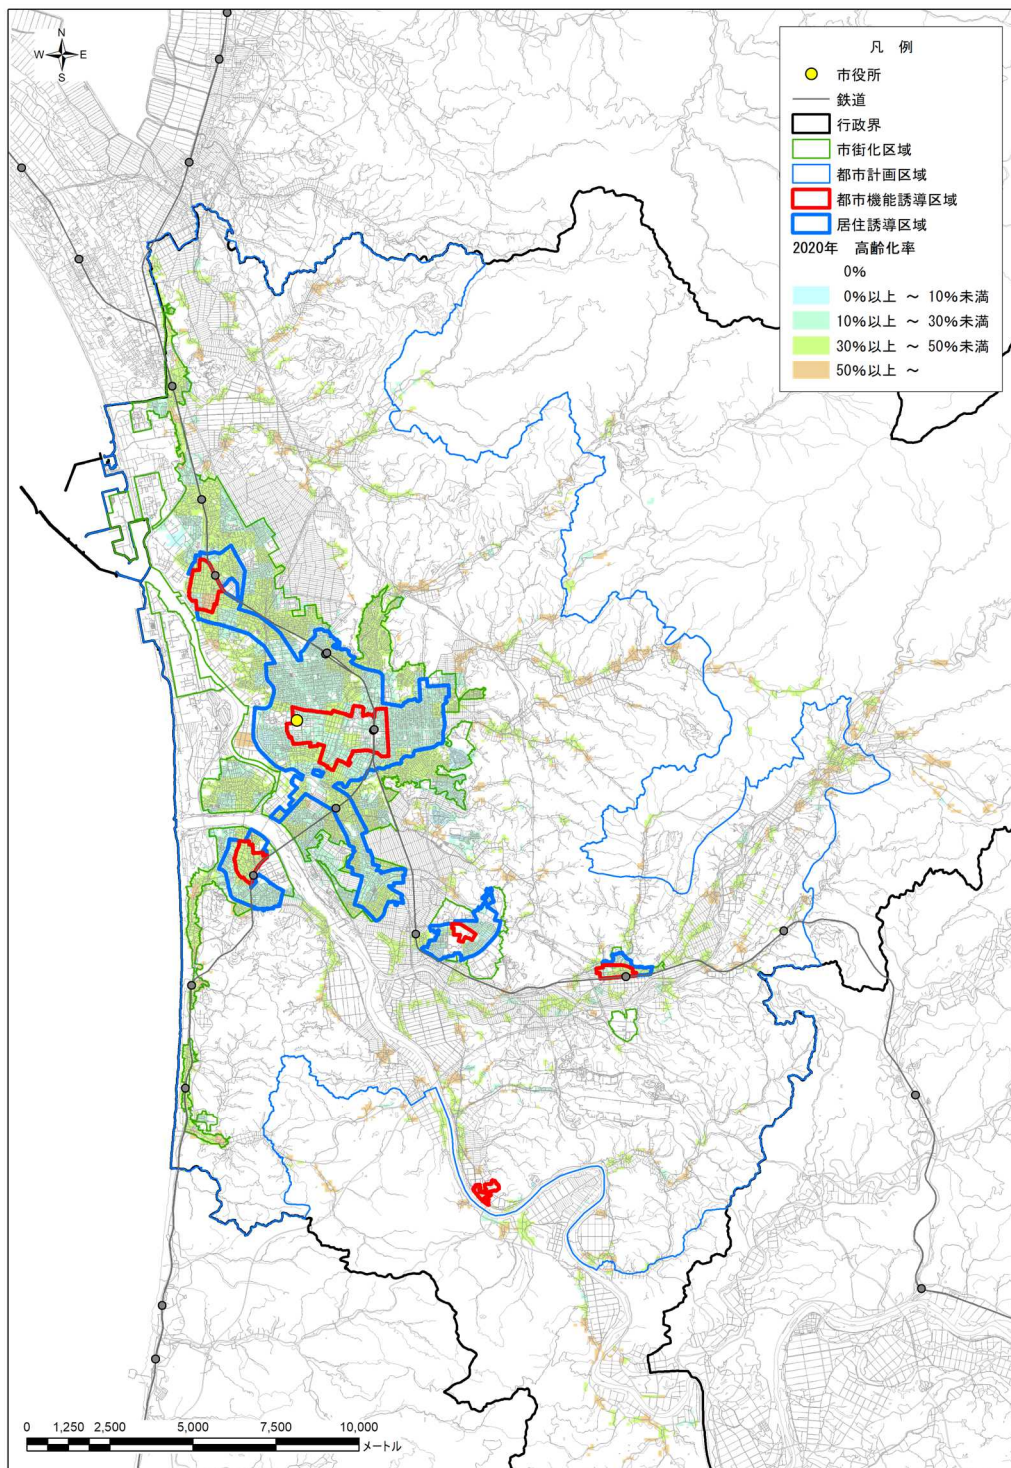 N
W E
S
凡 例
市役所
鉄道
行政界
市街化区域
都市計画区域
都市機能誘導区域
居住誘導区域
2020年 高齢化率
0%
0%以上 ~ 10%未満
10%以上 ~ 30%未満
30%以上 ~ 50%未満
50%以上 ~
0 1,250 2,500 5,000 7,500 10,000
メートル